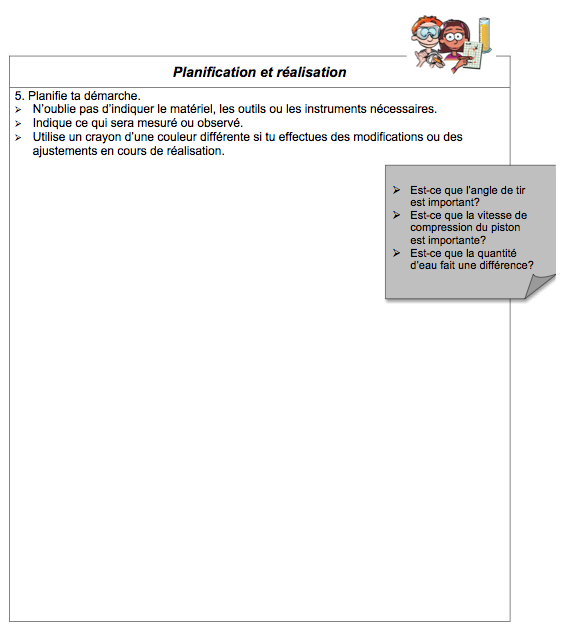 Planification et réalisation
5. Planifie ta démarche.
➢ N'oublie pas d'indiquer le matériel, les outils ou les instruments nécessaires.
➢ Indique ce qui sera mesuré ou observé.
➢ Utilise un crayon d'une couleur différente si tu effectues des modifications ou des
ajustements en cours de réalisation.
➢ Est-ce que l'angle de tir
est important?
➢ Est-ce que la vitesse de
compression du piston
est importante?
➢ Est-ce que la quantité
d'eau fait une différence?